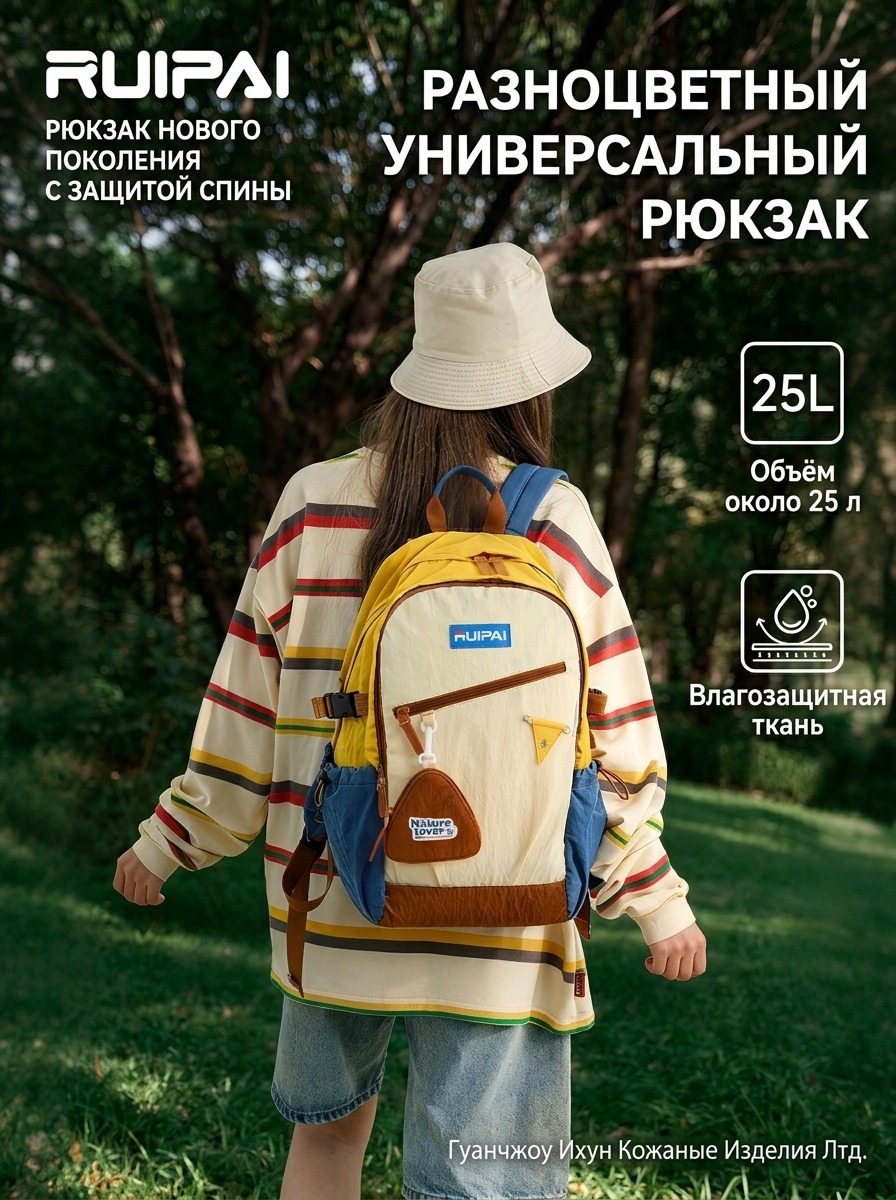 RUIPAI
РЮКЗАК НОВОГО
ПОКОЛЕНИЯ
С ЗАЩИТОЙ СПИНЫ
РАЗНОЦВЕТНЫЙ
УНИВЕРСАЛЬНЫЙ
РЮКЗАК
25L
Объём
около 25 л
Влагозащитная
ткань
RUIPAI
Nature
lover
Гуанчжоу Ихун Кожаные Изделия Лтд.